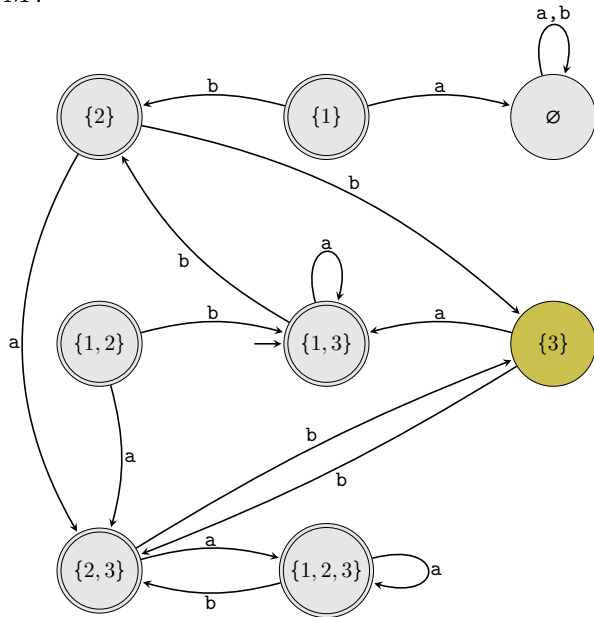 a,b
{2}
b
{1}
a
∅
b
a
b
a
{1, 2}
b
{1, 3}
a
{3}
a
b
b
{2, 3}
a
{1, 2, 3}
a
b